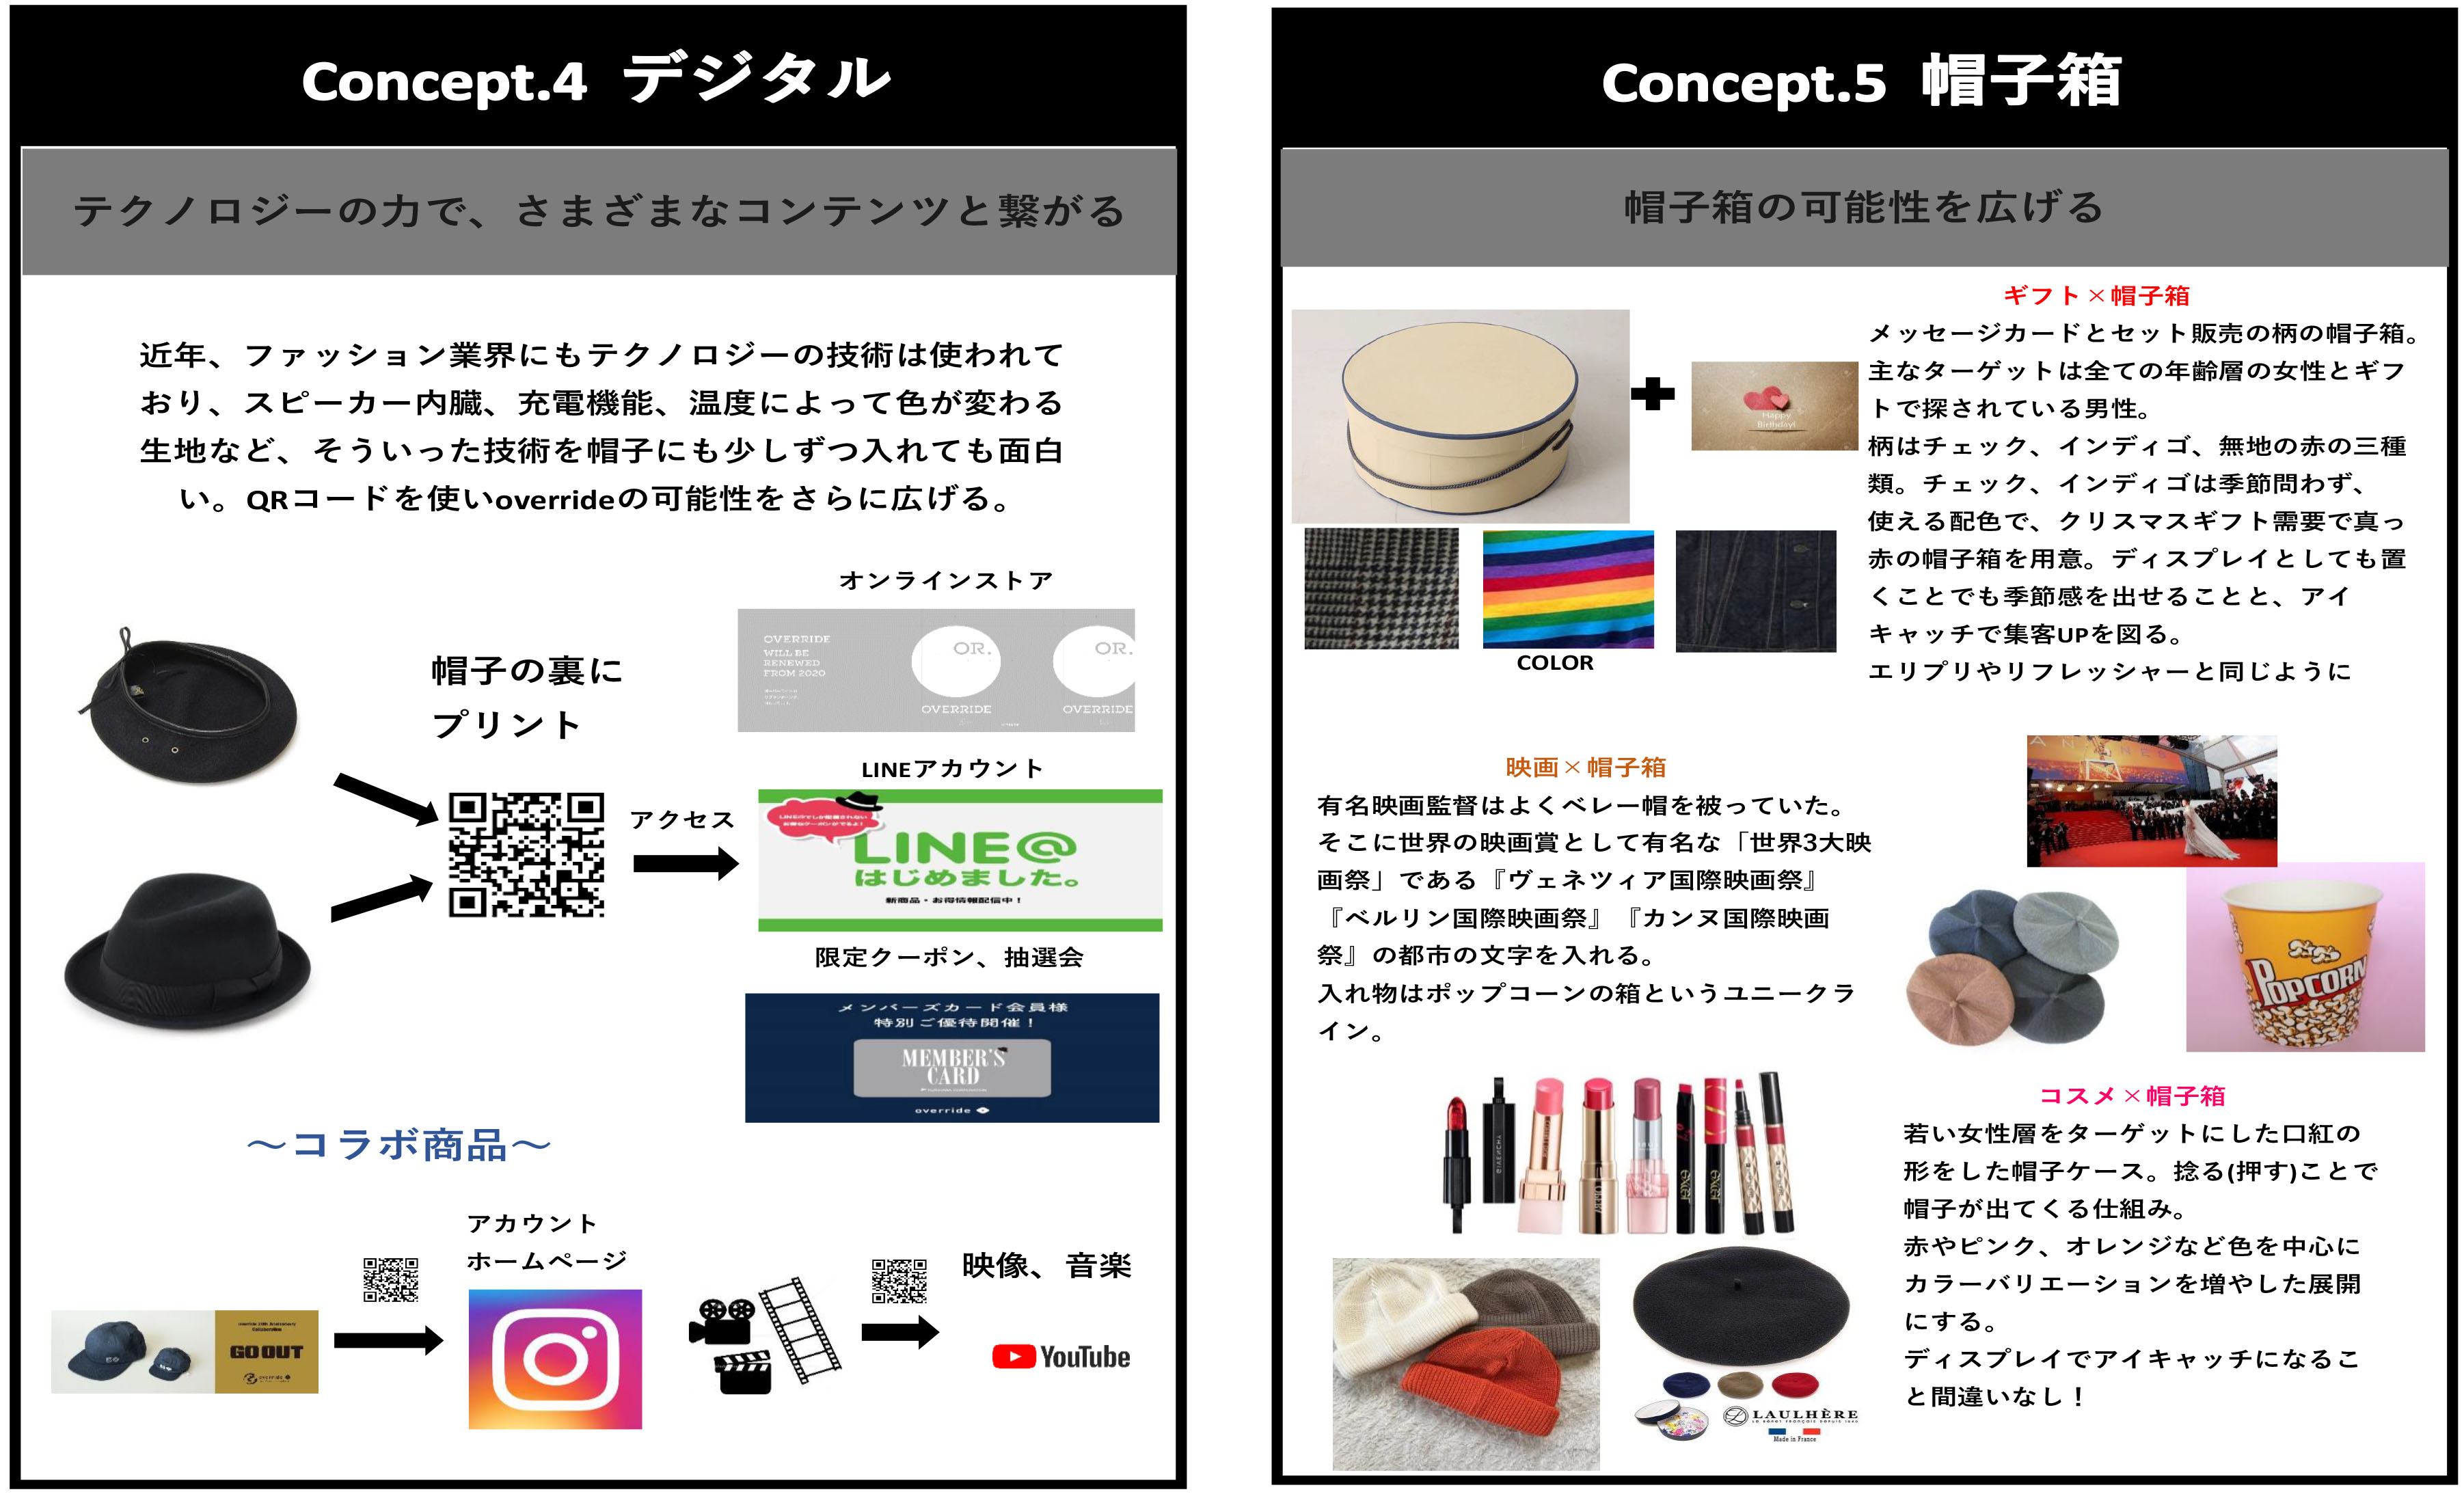 Concept.4 デジタル
テクノロジーの力で、さまざまなコンテンツと繋がる
近年、ファッション業界にもテクノロジーの技術は使われて
おり、スピーカー内臓、充電機能、温度によって色が変わる
生地など、そういった技術を帽子にも少しずつ入れても面白
い。QRコードを使いoverrideの可能性をさらに広げる。
オンラインストア
OVERRIDE
WILL BE
RENEWED
FROM 2020
OR.
OVERRIDE
OR.
OVERRIDE
帽子の裏に
プリント
アクセス
LINEアカウント
LINE@
はじめました。
新商品・お得情報配信中！
限定クーポン、抽選会
メンバーズカード会員様
特別ご優待開催！
MEMBER'S
CARD
override
～コラボ商品～
アカウント
ホームページ
映像、音楽
GO OUT
override
YouTube
Concept.5 帽子箱
帽子箱の可能性を広げる
ギフト×帽子箱
メッセージカードとセット販売の柄の帽子箱。
主なターゲットは全ての年齢層の女性とギフ
トで探されている男性。
柄はチェック、インディゴ、無地の赤の三種
類。チェック、インディゴは季節問わず、
使える配色で、クリスマスギフト需要で真っ
赤の帽子箱を用意。ディスプレイとしても置
くことでも季節感を出せることと、アイ
キャッチで集客UPを図る。
エリプリやリフレッシャーと同じように
Happy
Birthday!
COLOR
映画×帽子箱
有名映画監督はよくベレー帽を被っていた。
そこに世界の映画賞として有名な「世界3大映
画祭」である『ヴェネツィア国際映画祭』
『ベルリン国際映画祭』『カンヌ国際映画
祭』の都市の文字を入れる。
入れ物はポップコーンの箱というユニークラ
イン。
POPCORN
コスメ×帽子箱
若い女性層をターゲットにした口紅の
形をした帽子ケース。捻る(押す)ことで
帽子が出てくる仕組み。
赤やピンク、オレンジなど色を中心に
カラーバリエーションを増やした展開
にする。
ディスプレイでアイキャッチになるこ
と間違いなし！
LAULHÈRE
Made in France